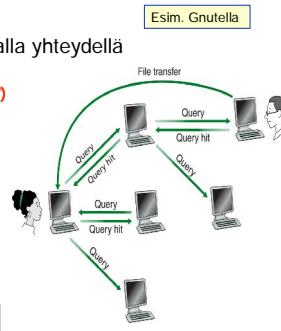 Esim. Gnutella
alla yhteydellä
)
File transfer
Query
Query hit
Query
Query hit
Query
Query
Query hit
Query